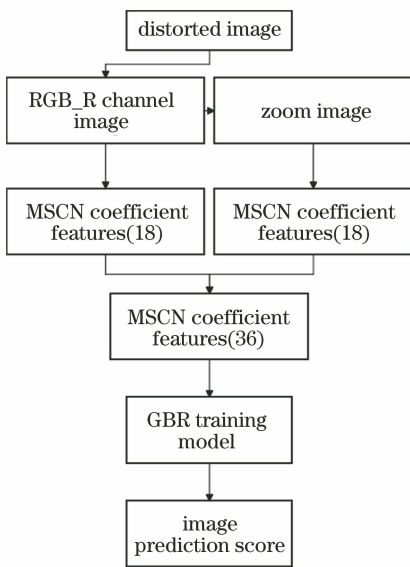 distorted image
RGB_R channel
image
zoom image
MSCN coefficient
features(18)
MSCN coefficient
features(18)
MSCN coefficient
features(36)
GBR training
model
image
prediction score